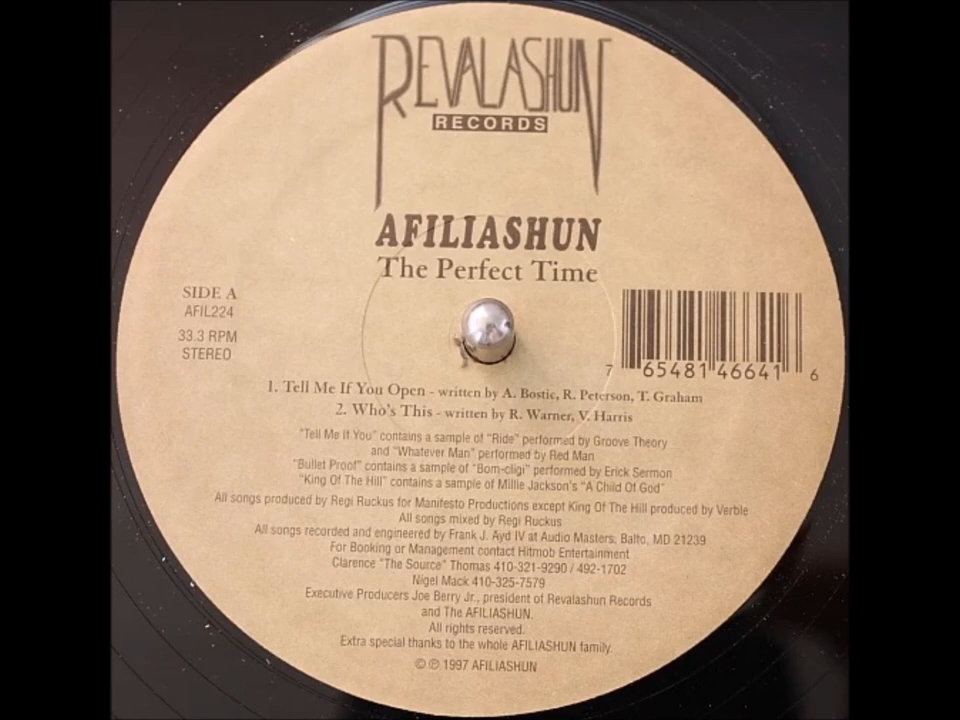 REVALASHUN
RECORDS
AFILIASHUN
The Perfect Time
SIDE A
AFIL224
33.3 RPM
STEREO
7 65481 46641 6
1. Tell Me If You Open - written by A. Bostic, R. Peterson, T. Graham
2. Who's This - written by R. Warner, V. Harris
"Tell Me If You" contains a sample of "Ride" performed by Groove Theory
and "Whatever Man" performed by Red Man
"Bullet Proof" contains a sample of "Bom-cligi" performed by Erick Sermon
"King Of The Hill" contains a sample of Millie Jackson's "A Child Of God"
All songs produced by Regi Ruckus for Manifesto Productions except King Of The Hill produced by Verble
All songs mixed by Regi Ruckus
All songs recorded and engineered by Frank J. Ayd IV at Audio Masters, Balto, MD 21239
For Booking or Management contact Hitmob Entertainment
Clarence "The Source" Thomas 410-321-9290 / 492-1702
Nigel Mack 410-325-7579
Executive Producers Joe Berry Jr., president of Revalashun Records
and The AFILIASHUN.
All rights reserved.
Extra special thanks to the whole AFILIASHUN family.
© ℗ 1997 AFILIASHUN